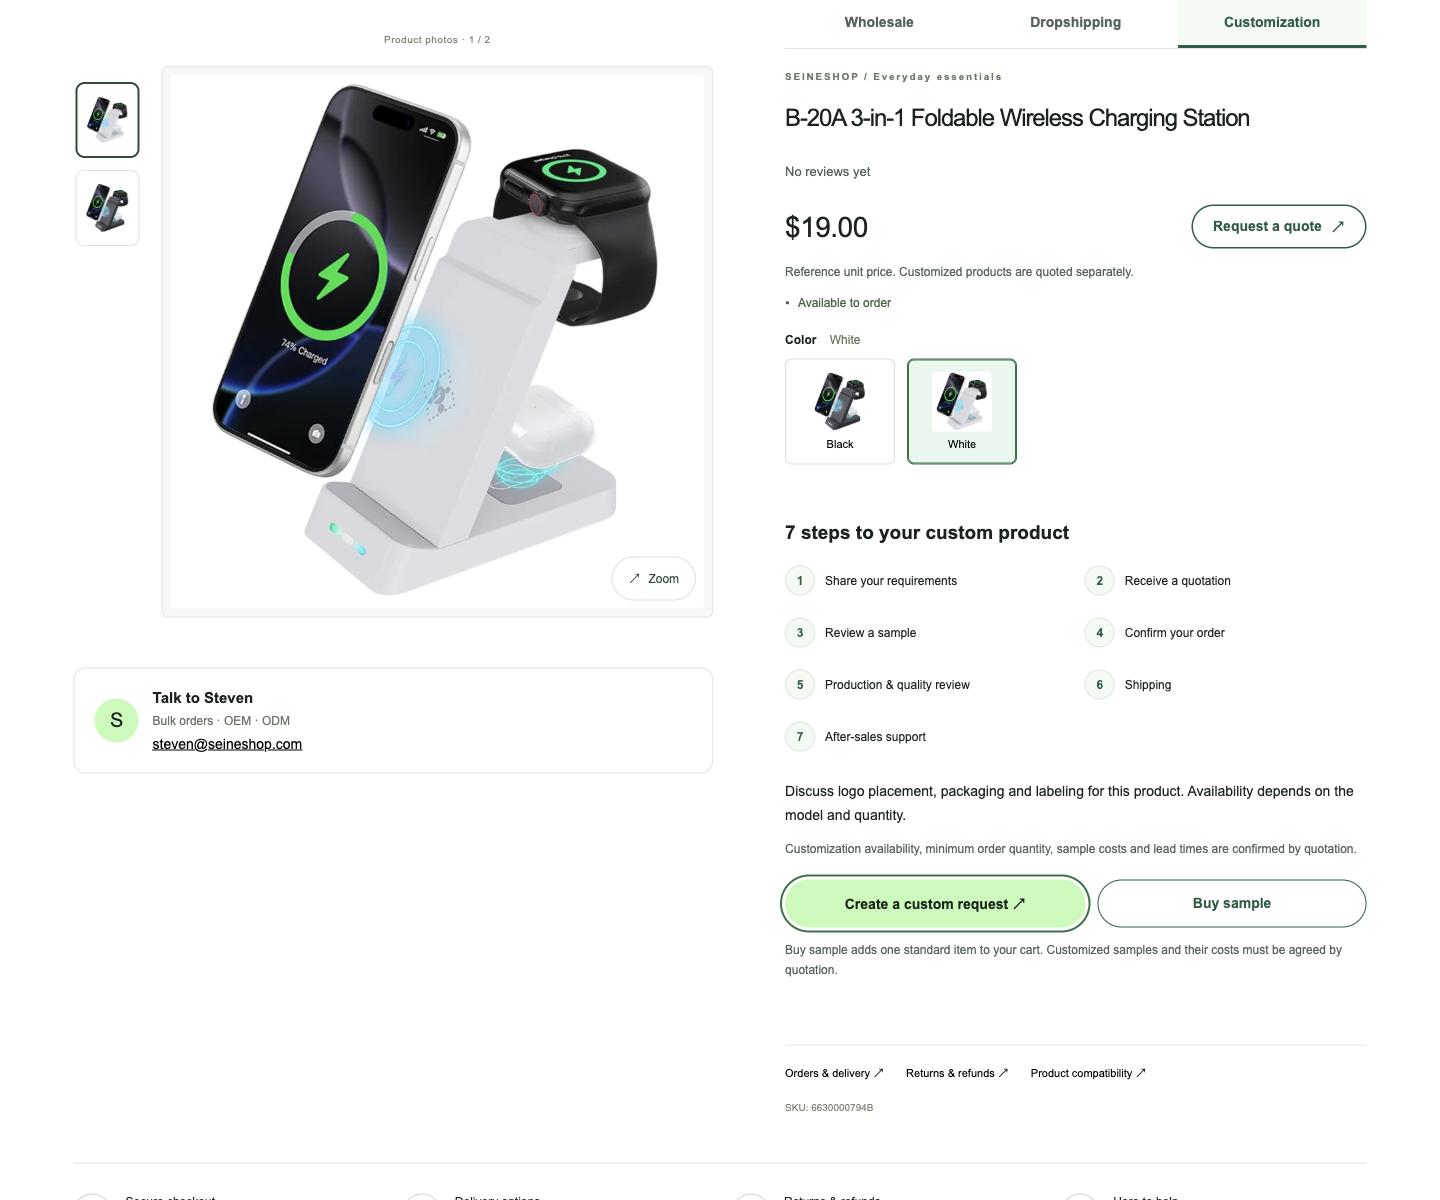 Wholesale
Dropshipping
Customization
Product photos · 1 / 2
SEINESHOP / Everyday essentials
B-20A 3-in-1 Foldable Wireless Charging Station
No reviews yet
$19.00
Request a quote ↗
Reference unit price. Customized products are quoted separately.
• Available to order
Color White
Black
White
74% Charged
↗ Zoom
7 steps to your custom product
1 Share your requirements
2 Receive a quotation
3 Review a sample
4 Confirm your order
5 Production & quality review
6 Shipping
7 After-sales support
Talk to Steven
S
Bulk orders · OEM · ODM
steven@seineshop.com
Discuss logo placement, packaging and labeling for this product. Availability depends on the
model and quantity.
Customization availability, minimum order quantity, sample costs and lead times are confirmed by quotation.
Create a custom request ↗
Buy sample
Buy sample adds one standard item to your cart. Customized samples and their costs must be agreed by
quotation.
Orders & delivery ↗
Returns & refunds ↗
Product compatibility ↗
SKU: 6630000794B